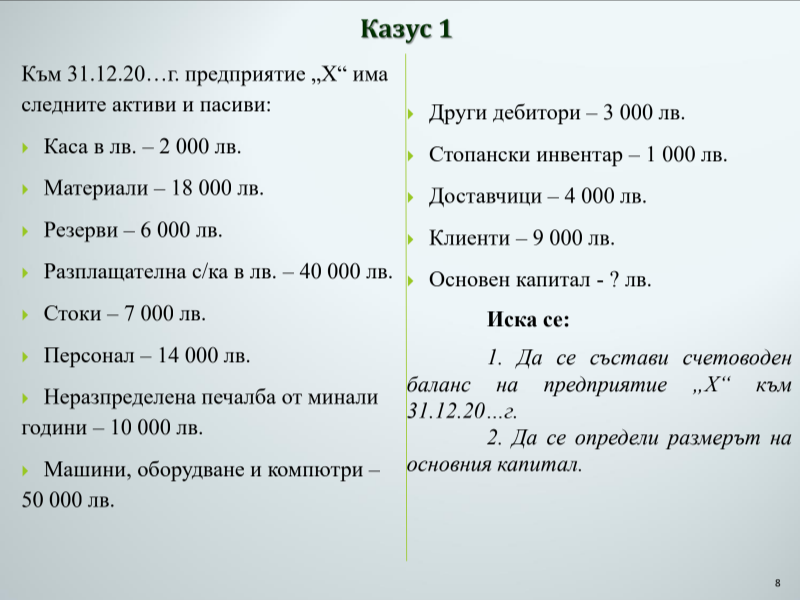 Казус 1
Към 31.12.20…г. предприятие „Х“ има
следните активи и пасиви:
Каса в лв. – 2 000 лв.
Материали – 18 000 лв.
Резерви – 6 000 лв.
Разплащателна с/ка в лв. – 40 000 лв.
Стоки – 7 000 лв.
Персонал – 14 000 лв.
Неразпределена печалба от минали
години – 10 000 лв.
Машини, оборудване и компютри –
50 000 лв.
Други дебитори – 3 000 лв.
Стопански инвентар – 1 000 лв.
Доставчици – 4 000 лв.
Клиенти – 9 000 лв.
Основен капитал - ? лв.
Иска се:
1. Да се състави счетоводен
баланс на предприятие „Х“ към
31.12.20…г.
2. Да се определи размерът на
основния капитал.
8